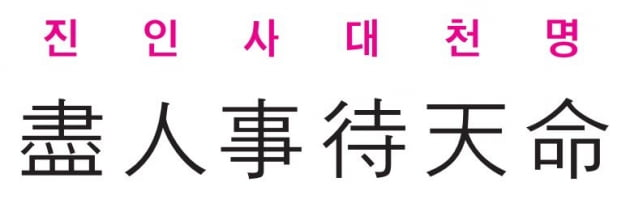 진 인 사 대 천 명
盡 人 事 待 天 命